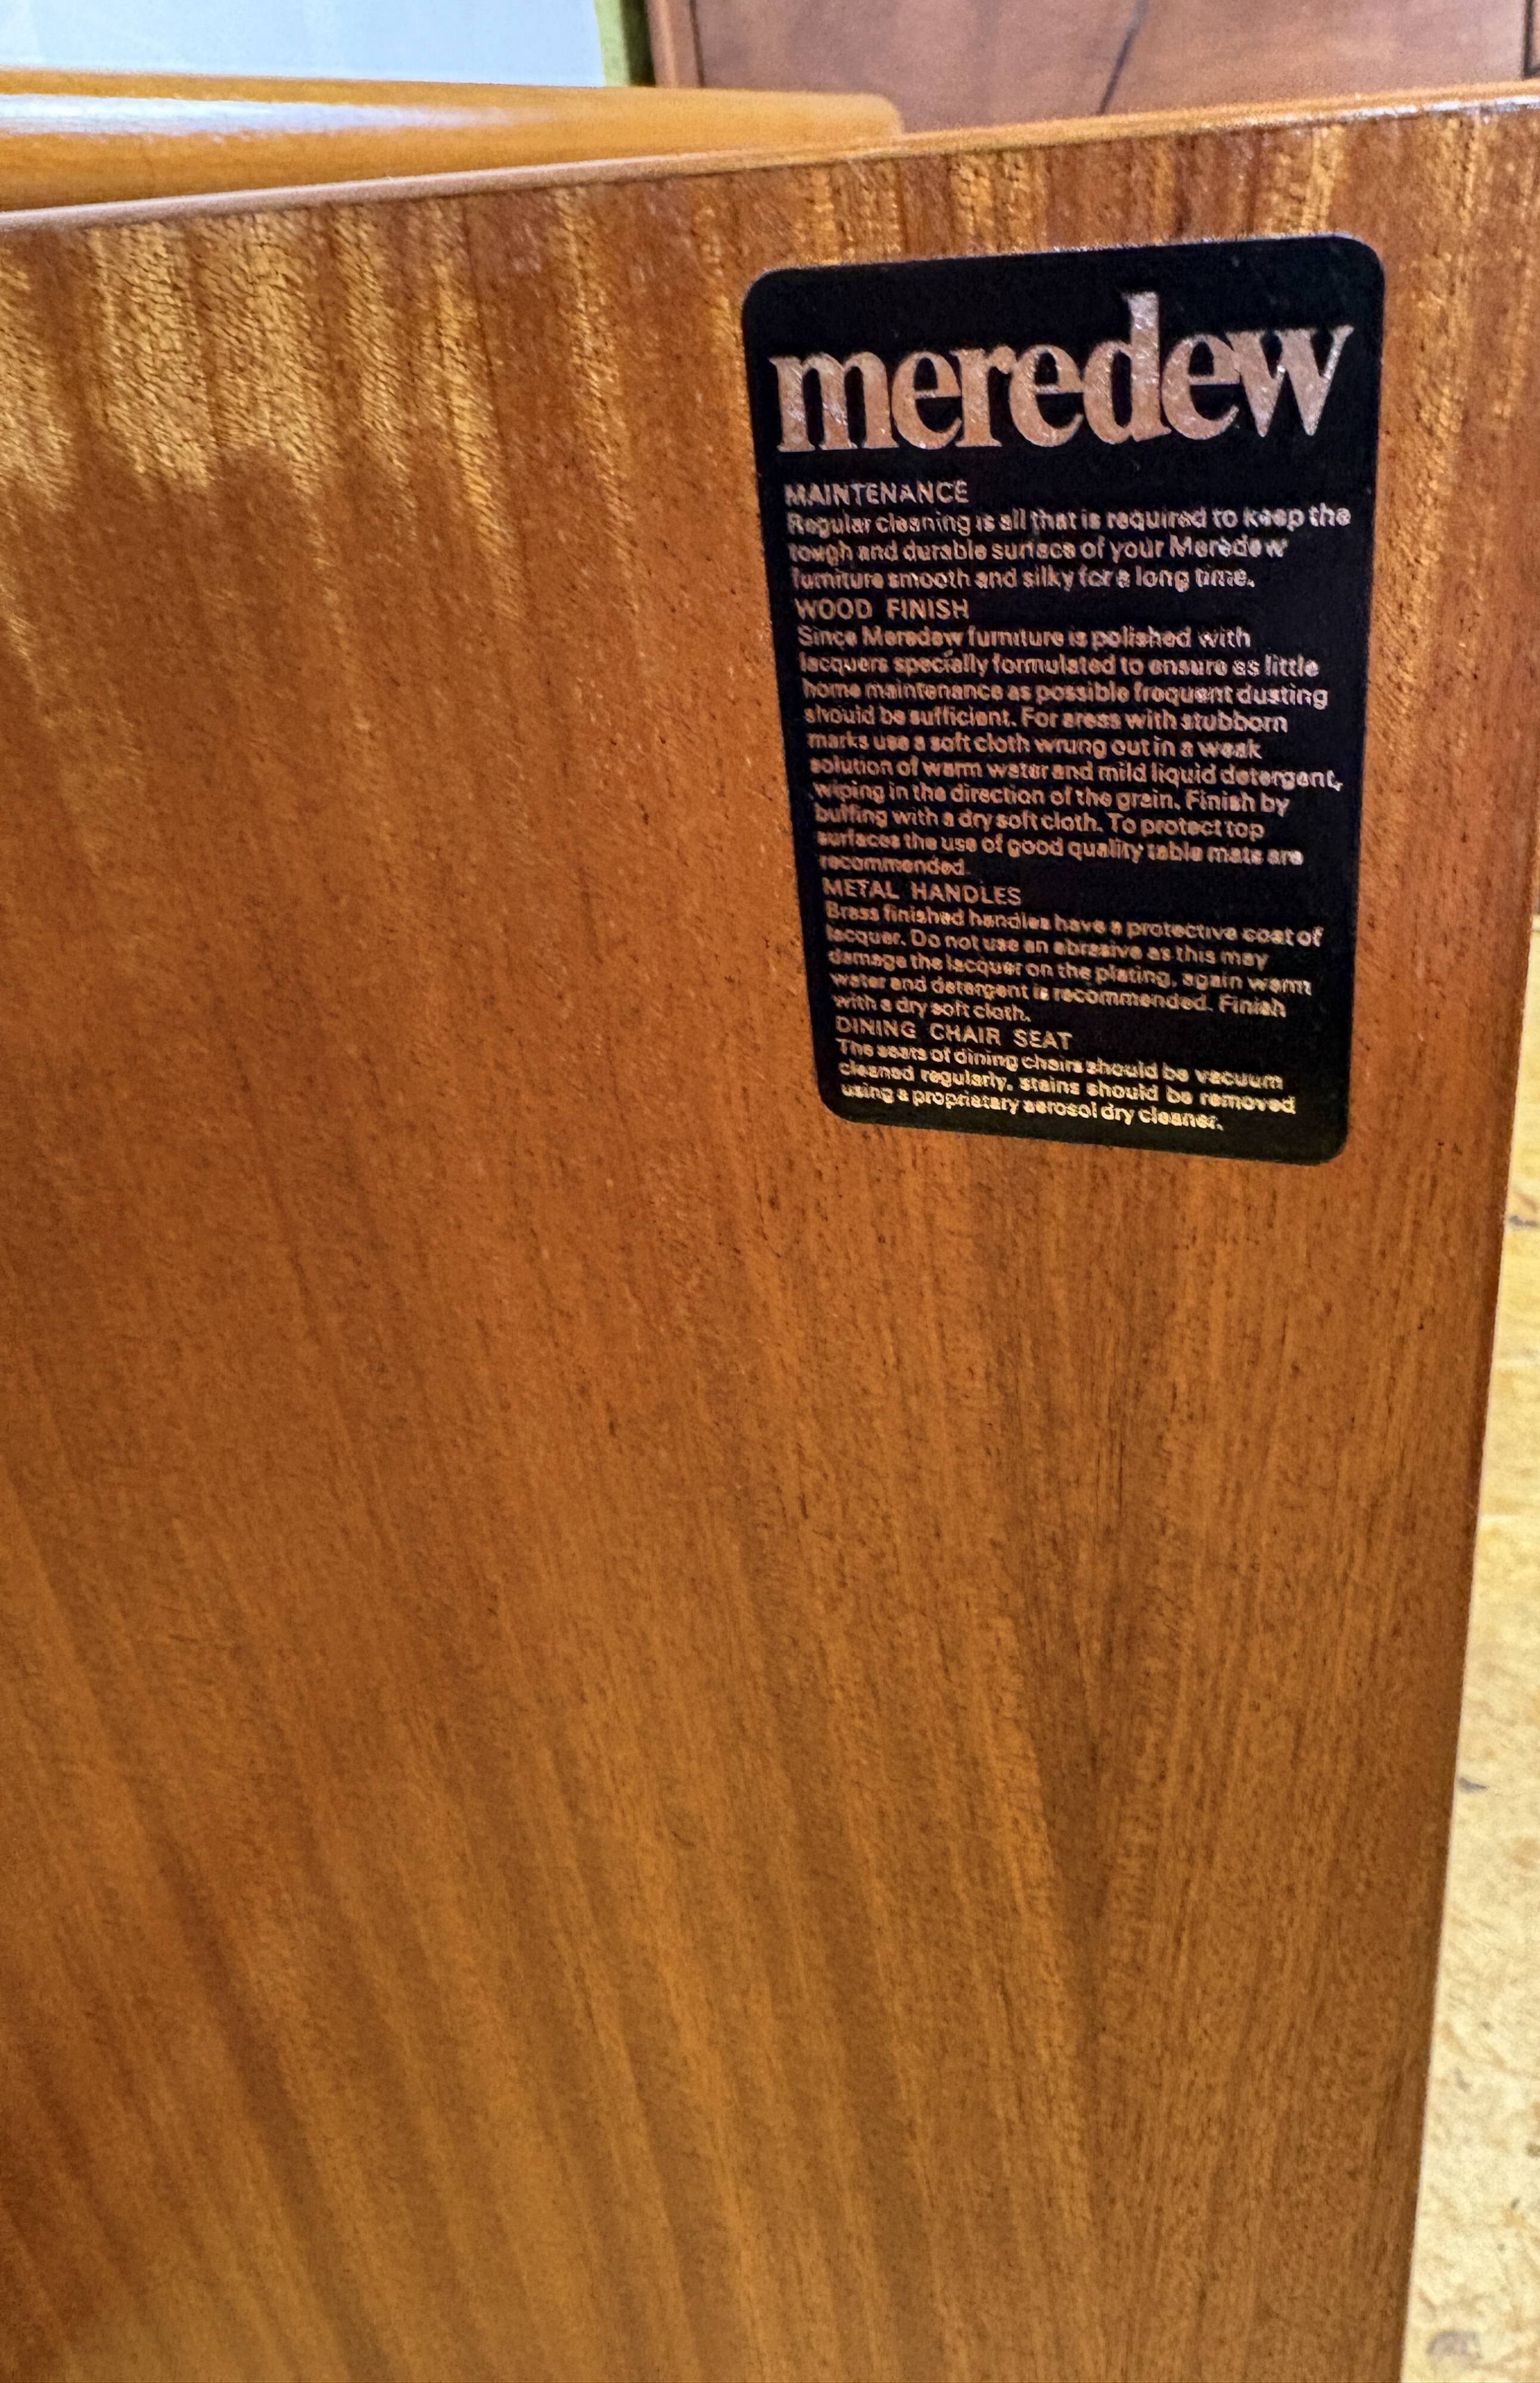 meredew
MAINTENANCE
Regular cleaning is all that is required to keep the
tough and durable surface of your Meredew
furniture smooth and silky for a long time.
WOOD FINISH
Since Meredew furniture is polished with
lacquers specially formulated to ensure as little
home maintenance as possible frequent dusting
should be sufficient. For areas with stubborn
marks use a soft cloth wrung out in a weak
solution of warm water and mild liquid detergent,
wiping in the direction of the grain. Finish by
buffing with a dry soft cloth. To protect top
surfaces the use of good quality table mats are
recommended.
METAL HANDLES
Brass finished handles have a protective coat of
lacquer. Do not use an abrasive as this may
damage the lacquer on the plating, again warm
water and detergent is recommended. Finish
with a dry soft cloth.
DINING CHAIR SEAT
The seats of dining chairs should be vacuum
cleaned regularly, stains should be removed
using a proprietary aerosol dry cleaner.